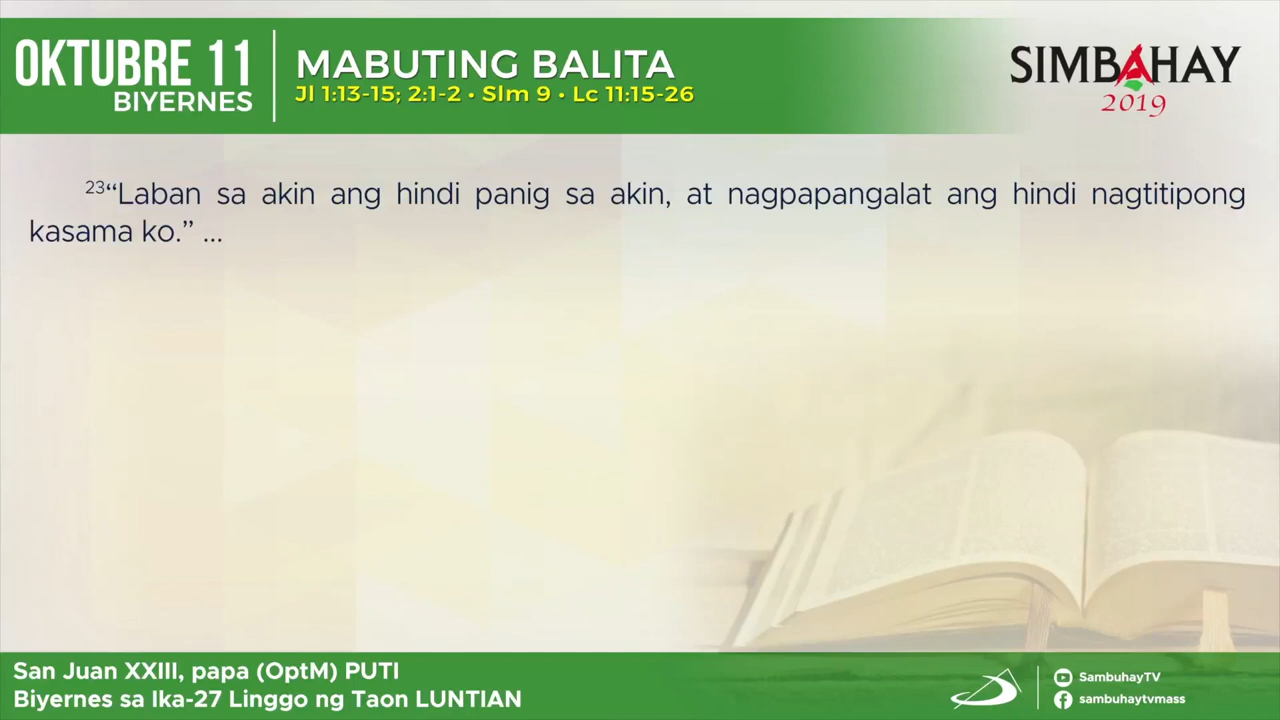 OKTUBRE 11
BIYERNES
MABUTING BALITA
Jl 1:13-15; 2:1-2 • Slm 9 • Lc 11:15-26
SIMBAHAY
2019
23“Laban sa akin ang hindi panig sa akin, at nagpapangalat ang hindi nagtitipong
kasama ko.” ...
San Juan XXIII, papa (OptM) PUTI
Biyernes sa Ika-27 Linggo ng Taon LUNTIAN
SambuhayTV
sambuhaytvmass